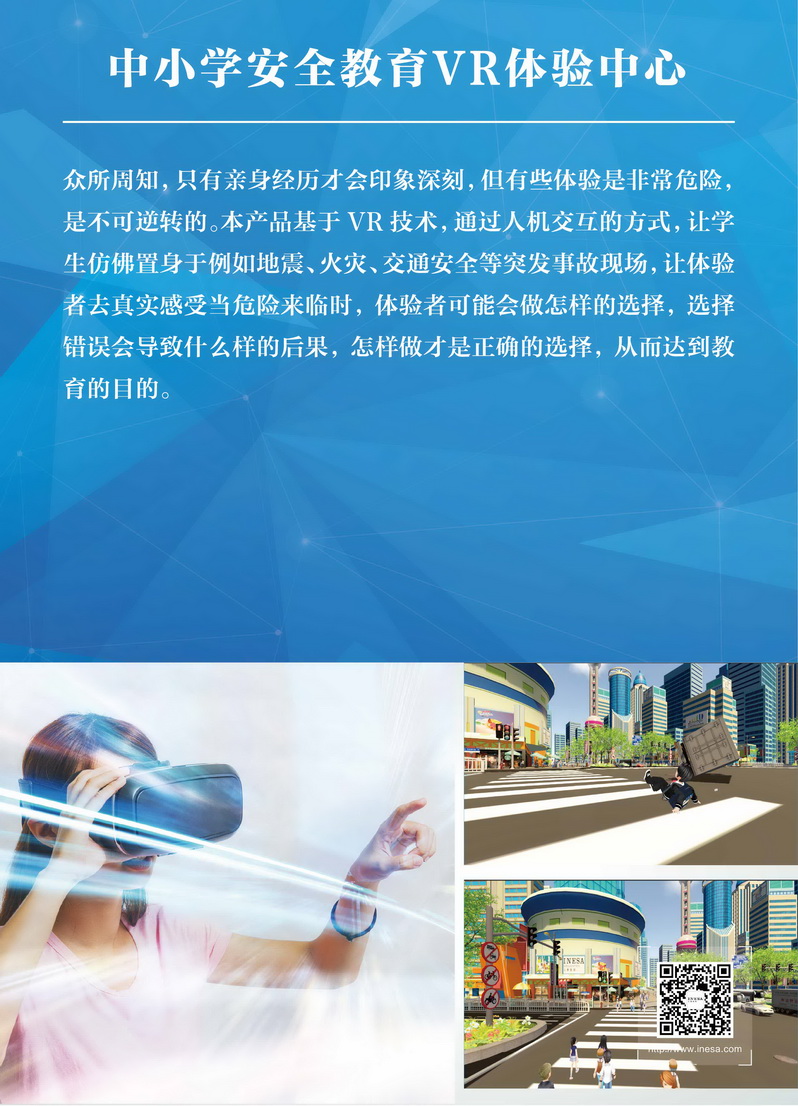 中小学安全教育VR体验中心
众所周知，只有亲身经历才会印象深刻，但有些体验是非常危险，
是不可逆转的。本产品基于 VR 技术，通过人机交互的方式，让学
生仿佛置身于例如地震、火灾、交通安全等突发事故现场，让体验
者去真实感受当危险来临时，体验者可能会做怎样的选择，选择
错误会导致什么样的后果，怎样做才是正确的选择，从而达到教
育的目的。
INESA
http://www.inesa.com